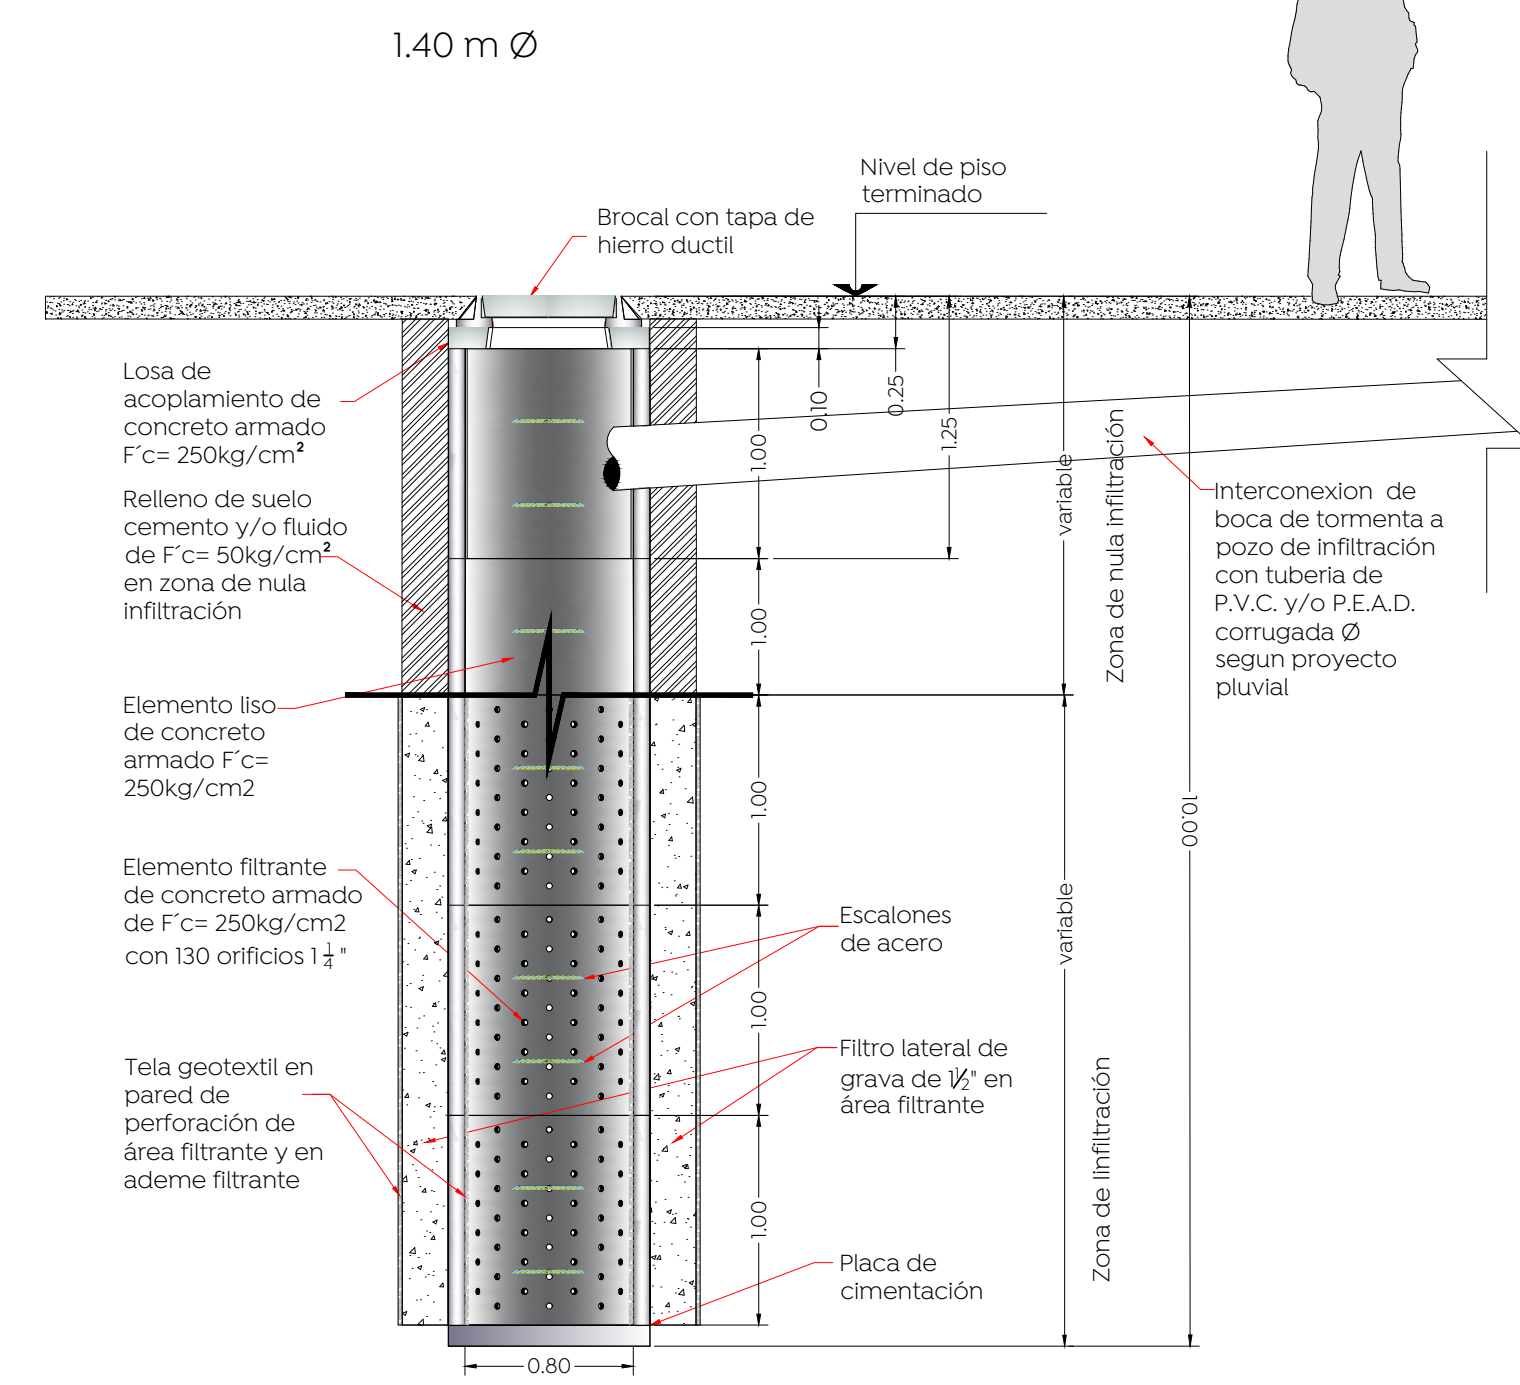 1.40 m Ø
Nivel de piso
terminado
Brocal con tapa de
hierro ductil
Losa de
acoplamiento de
concreto armado
F´c= 250kg/cm²
Relleno de suelo
cemento y/o fluido
de F´c= 50kg/cm²
en zona de nula
infiltración
Elemento liso
de concreto
armado F´c=
250kg/cm2
Elemento filtrante
de concreto armado
de F´c= 250kg/cm2
con 130 orificios 1 1/4 "
Tela geotextil en
pared de
perforación de
área filtrante y en
ademe filtrante
0.10
0.25
1.25
1.00
1.00
1.00
1.00
1.00
variable
variable
Zona de nula infiltración
Zona de Iinfiltración
10.00
Interconexion de
boca de tormenta a
pozo de infiltración
con tuberia de
P.V.C. y/o P.E.A.D.
corrugada Ø
segun proyecto
pluvial
Escalones
de acero
Filtro lateral de
grava de 1½" en
área filtrante
Placa de
cimentación
0.80